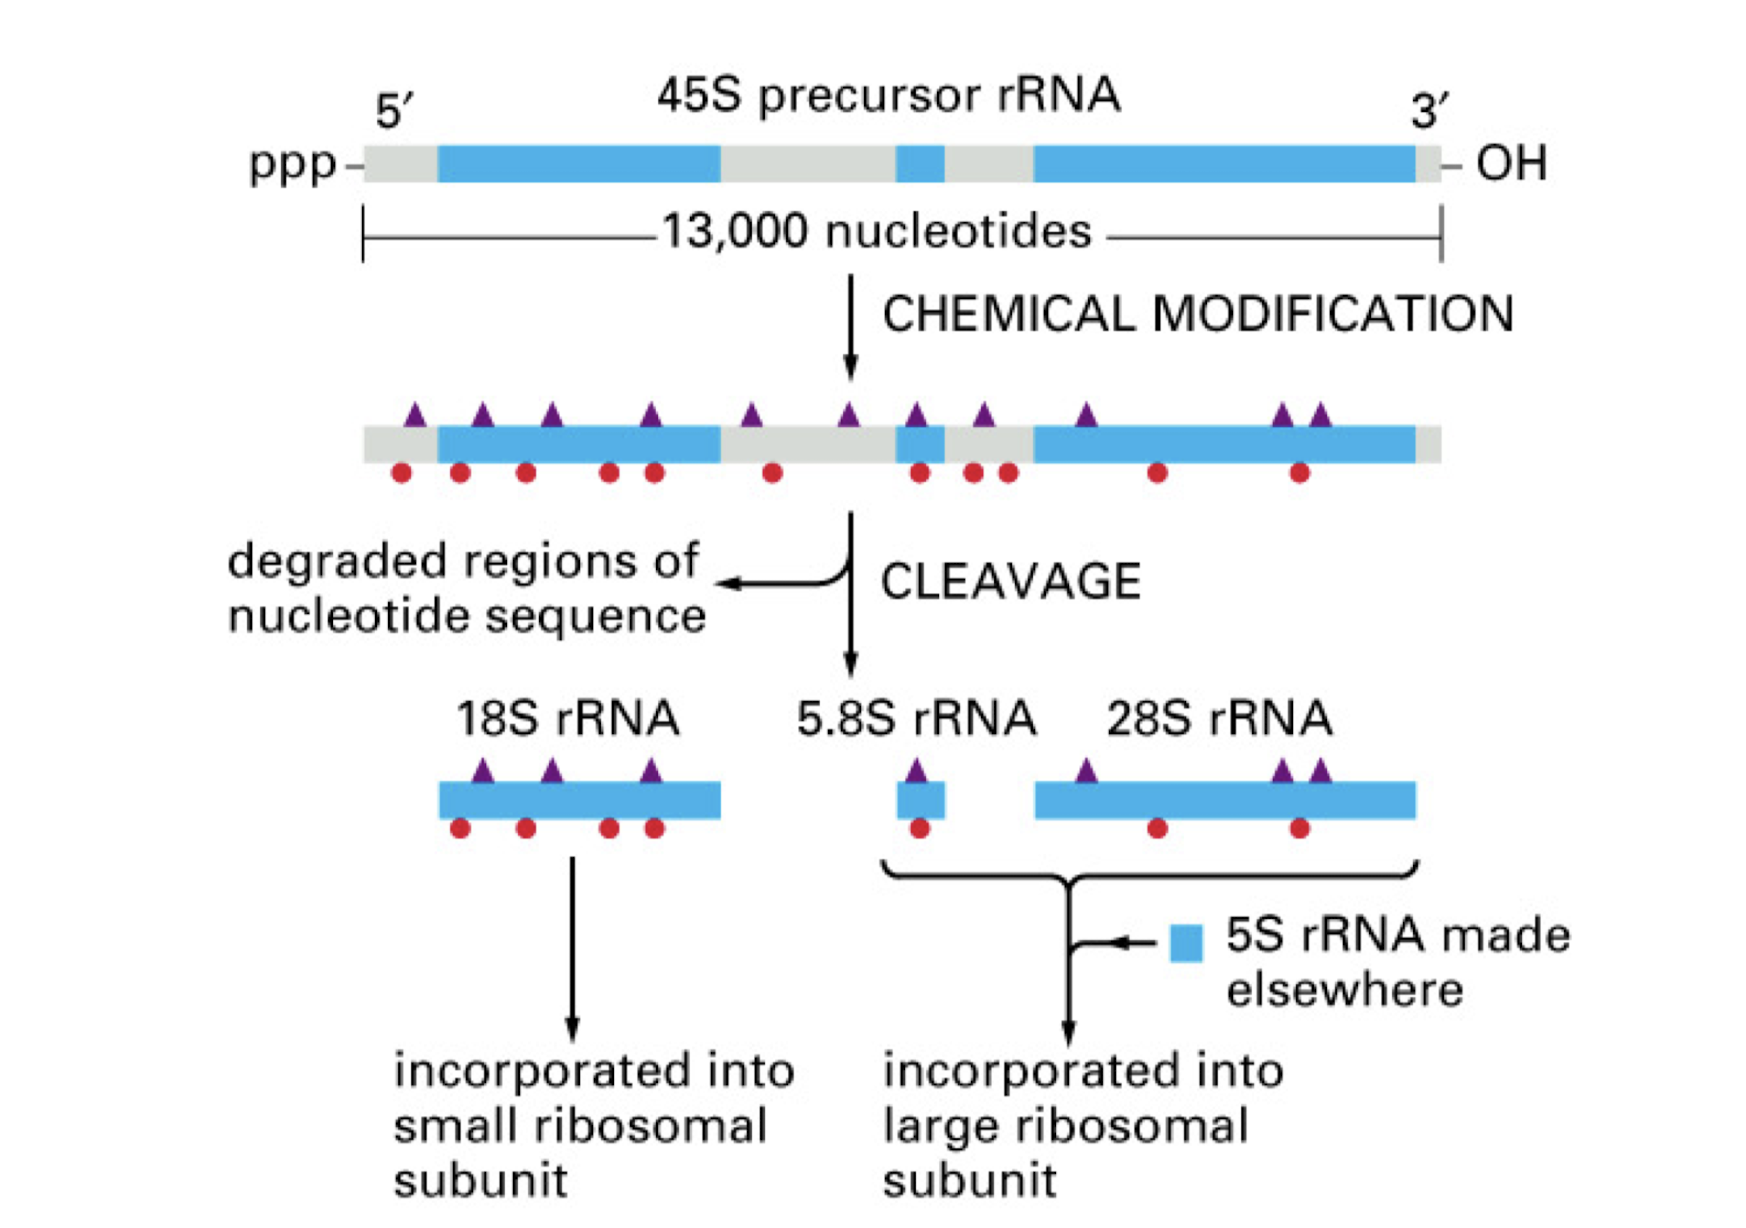 45S precursor rRNA
5′
3′
ppp
OH
13,000 nucleotides
CHEMICAL MODIFICATION
degraded regions of
nucleotide sequence
CLEAVAGE
18S rRNA
5.8S rRNA
28S rRNA
5S rRNA made
elsewhere
incorporated into
small ribosomal
subunit
incorporated into
large ribosomal
subunit